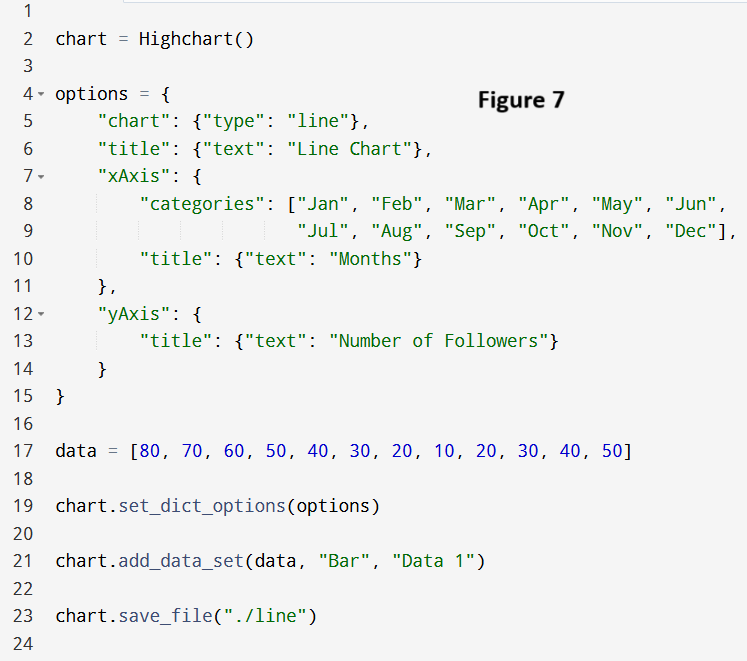 1
2 chart = Highchart()
3
4 options = {
Figure 7
5 "chart": {"type": "line"},
6 "title": {"text": "Line Chart"},
7 "xAxis": {
8 "categories": ["Jan", "Feb", "Mar", "Apr", "May", "Jun",
9 "Jul", "Aug", "Sep", "Oct", "Nov", "Dec"],
10 "title": {"text": "Months"}
11 },
12 "yAxis": {
13 "title": {"text": "Number of Followers"}
14 }
15 }
16
17 data = [80, 70, 60, 50, 40, 30, 20, 10, 20, 30, 40, 50]
18
19 chart.set_dict_options(options)
20
21 chart.add_data_set(data, "Bar", "Data 1")
22
23 chart.save_file("./line")
24